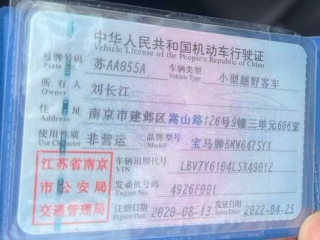 中华人民共和国机动车行驶证
Vehicle License of the People's Republic of China
号牌号码 苏AA055A 车辆类型 小型越野客车
Plate No. Vehicle Type
所有人 刘长江
Owner
住址 南京市建邺区嵩山路126号9幢三单元606室
Address
使用性质 非营运 品牌型号 宝马牌BMW6475YX
Use Character Model
江苏省南京
市公安局
交通管理局
车辆识别代号 LBV7Y6104LSX49012
VIN
发动机号码 4926F001
Engine No.
注册日期 2020-08-13 发证日期 2022-04-25
Register Date Issue Date